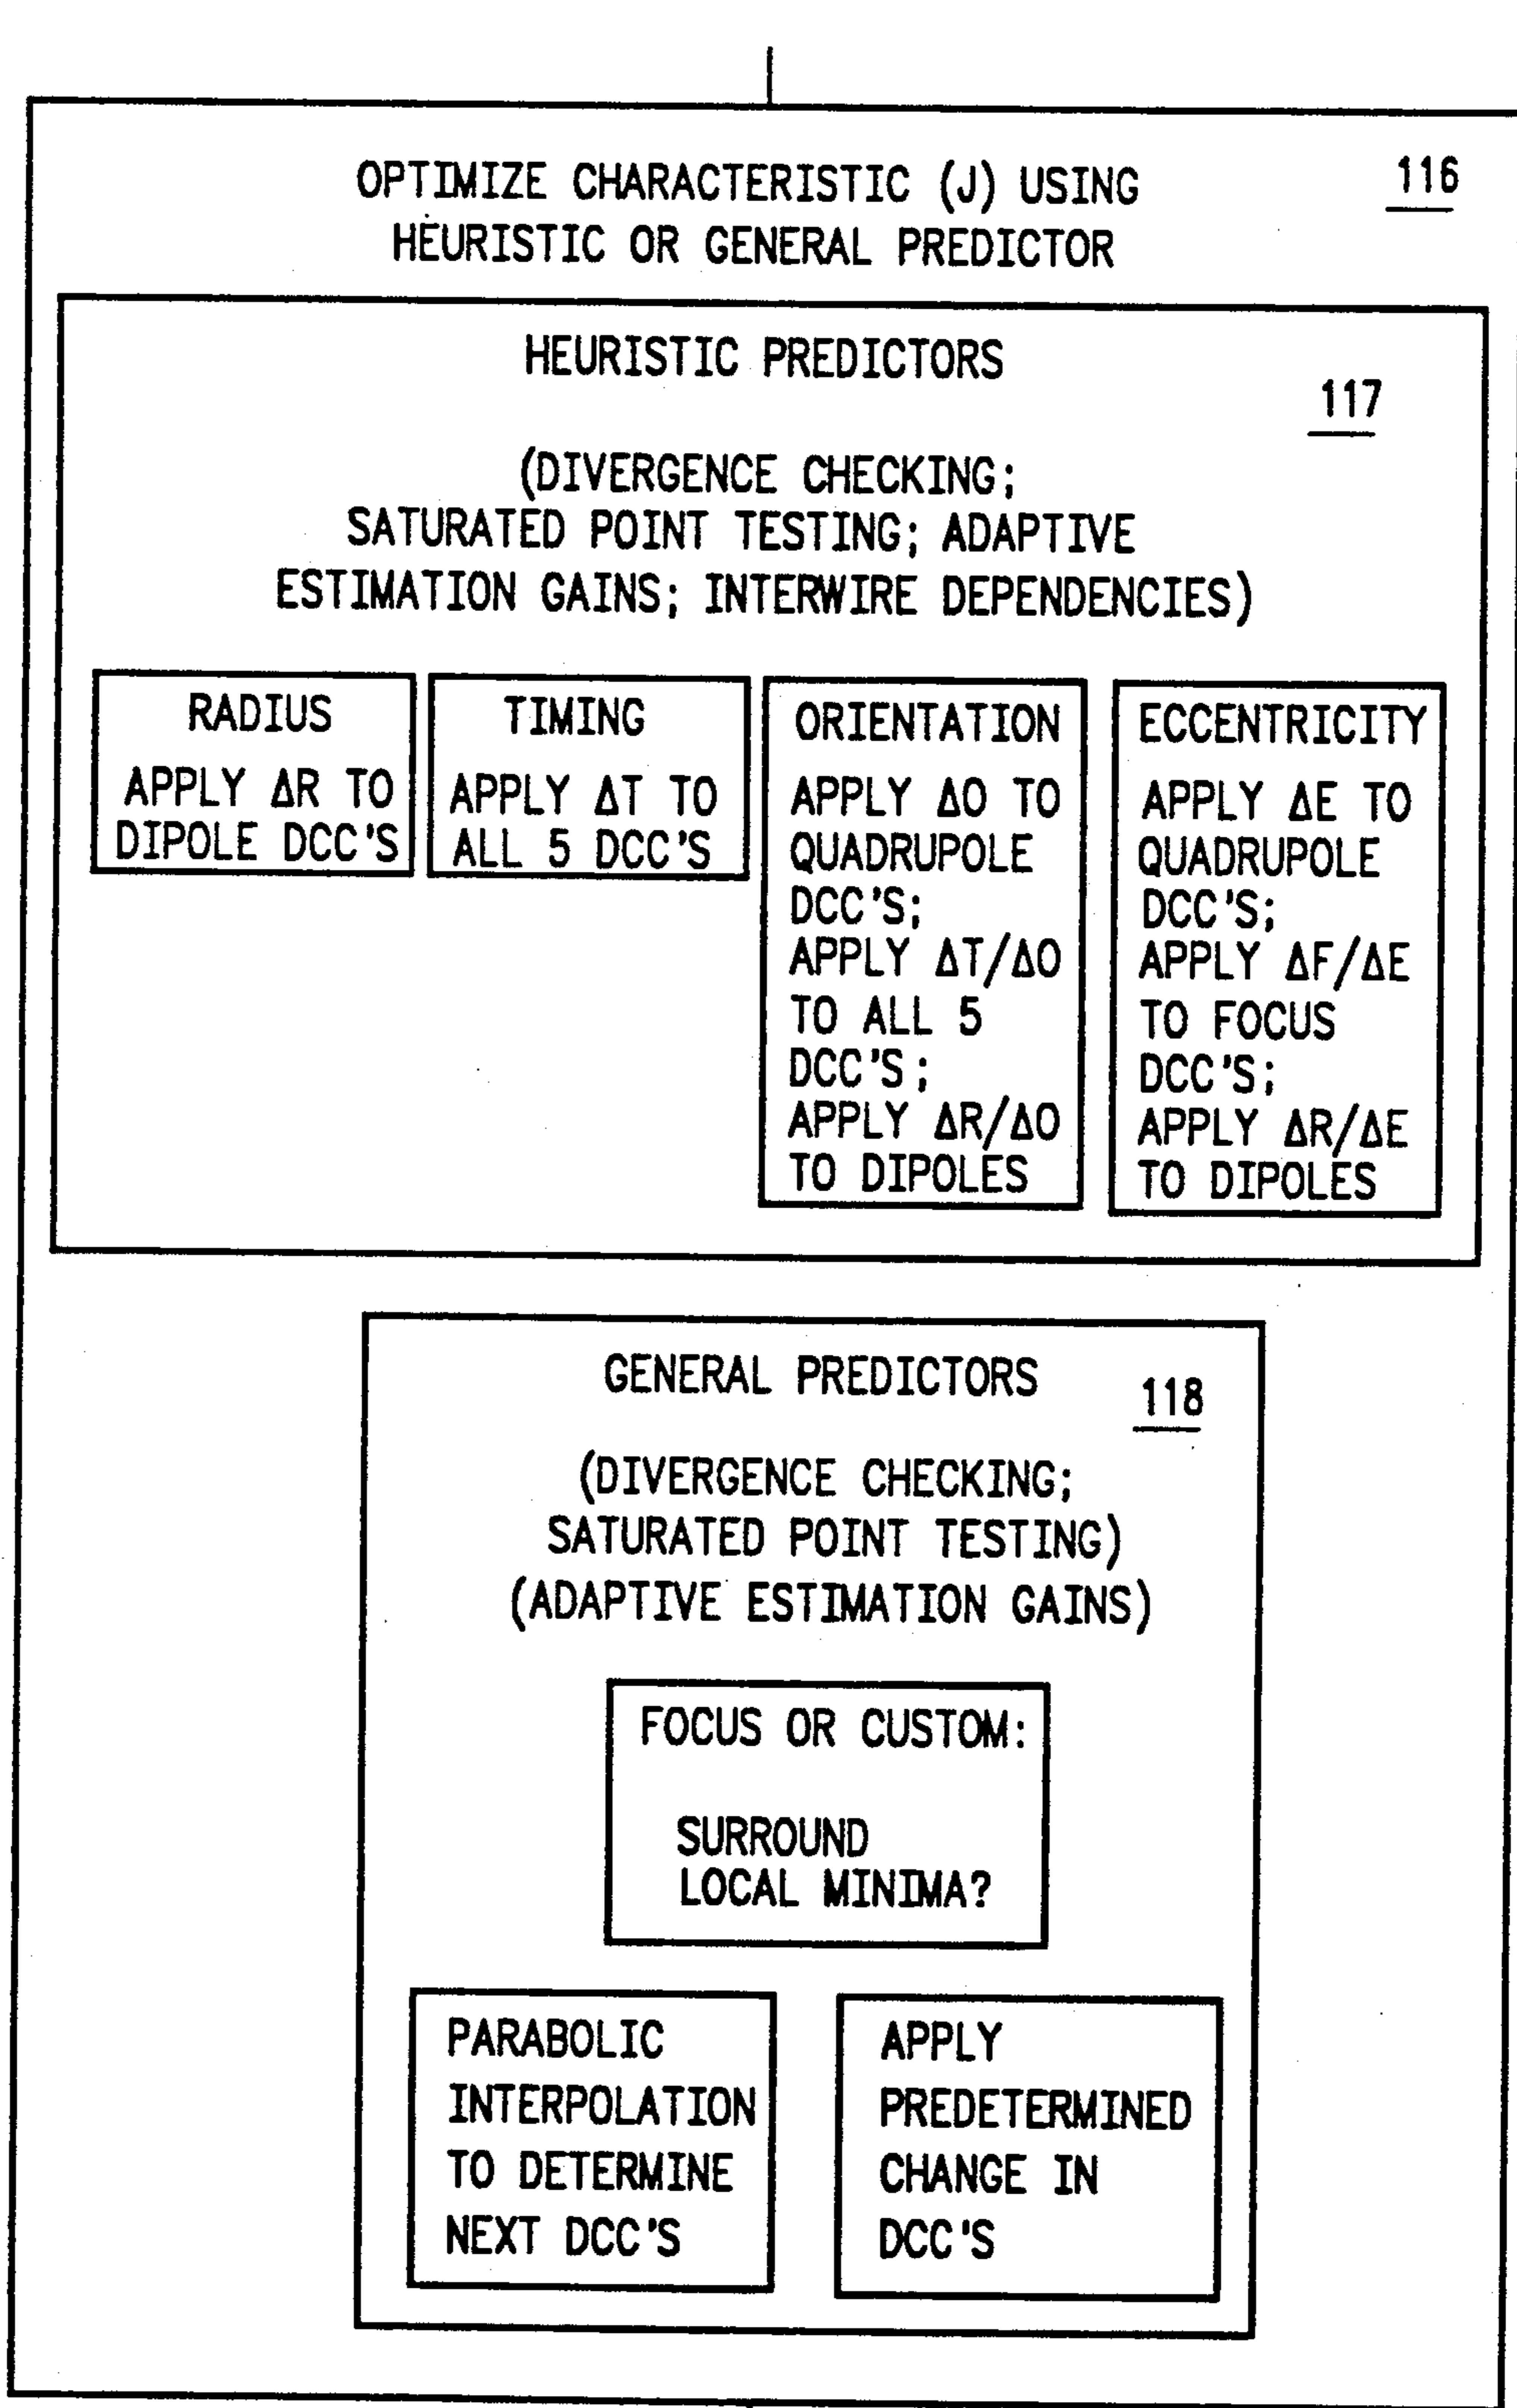 OPTIMIZE CHARACTERISTIC (J) USING
HEURISTIC OR GENERAL PREDICTOR
116
HEURISTIC PREDICTORS
117
(DIVERGENCE CHECKING;
SATURATED POINT TESTING; ADAPTIVE
ESTIMATION GAINS; INTERWIRE DEPENDENCIES)
RADIUS
APPLY ΔR TO
DIPOLE DCC'S
TIMING
APPLY ΔT TO
ALL 5 DCC'S
ORIENTATION
APPLY ΔO TO
QUADRUPOLE
DCC'S;
APPLY ΔT/ΔO
TO ALL 5
DCC'S;
APPLY ΔR/ΔO
TO DIPOLES
ECCENTRICITY
APPLY ΔE TO
QUADRUPOLE
DCC'S;
APPLY ΔF/ΔE
TO FOCUS
DCC'S;
APPLY ΔR/ΔE
TO DIPOLES
GENERAL PREDICTORS
118
(DIVERGENCE CHECKING;
SATURATED POINT TESTING)
(ADAPTIVE ESTIMATION GAINS)
FOCUS OR CUSTOM:
SURROUND
LOCAL MINIMA?
PARABOLIC
INTERPOLATION
TO DETERMINE
NEXT DCC'S
APPLY
PREDETERMINED
CHANGE IN
DCC'S